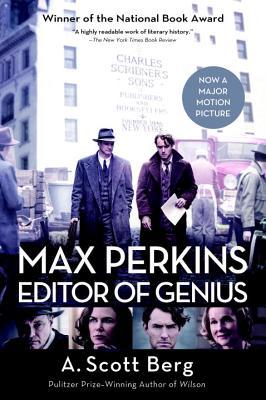 Winner of the National Book Award
"A highly readable work of literary history."
—The New York Times Book Review
CHARLES
SCRIBNER'S
SONS
PUBLISHERS
AND
BOOKSELLERS
NEW YORK
NOW A
MAJOR
MOTION
PICTURE
MAX PERKINS
EDITOR OF GENIUS
A. Scott Berg
Pulitzer Prize–Winning Author of Wilson